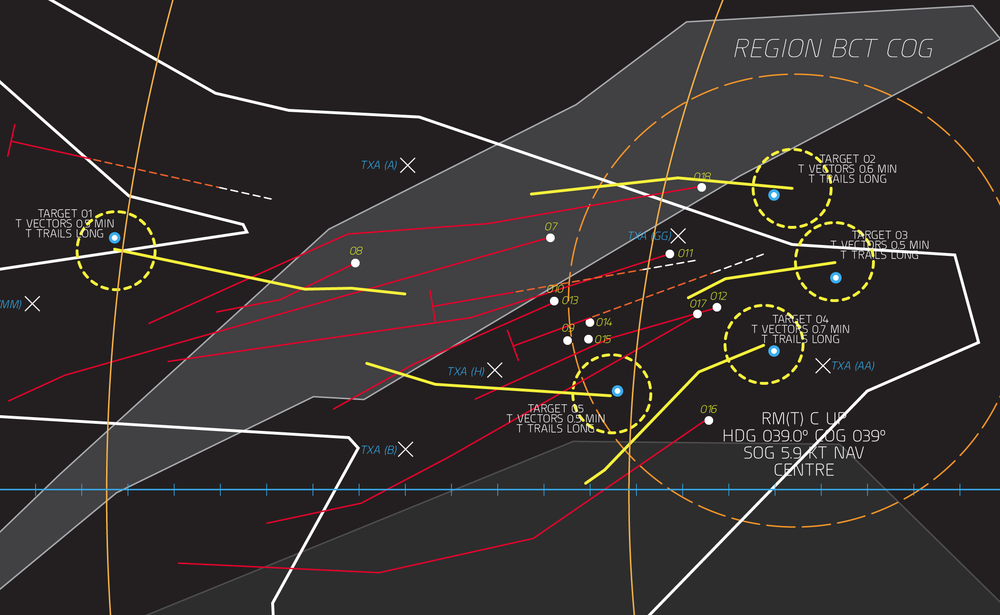 REGION BCT COG
TARGET 02
T VECTORS 0.6 MIN
T TRAILS LONG
TXA (A)
018
TARGET 01
T VECTORS 0.5 MIN
T TRAILS LONG
07
TXA (GG)
TARGET 03
T VECTORS 0.5 MIN
T TRAILS LONG
08
011
010
013
(MM)
017
012
014
09
015
TARGET 04
T VECTORS 0.7 MIN
T TRAILS LONG
TXA (H)
TXA (AA)
TARGET 05
T VECTORS 0.5 MIN
T TRAILS LONG
016
RM(T) C UP
HDG 039.0° COG 039°
SOG 5.9 KT NAV
CENTRE
TXA (B)